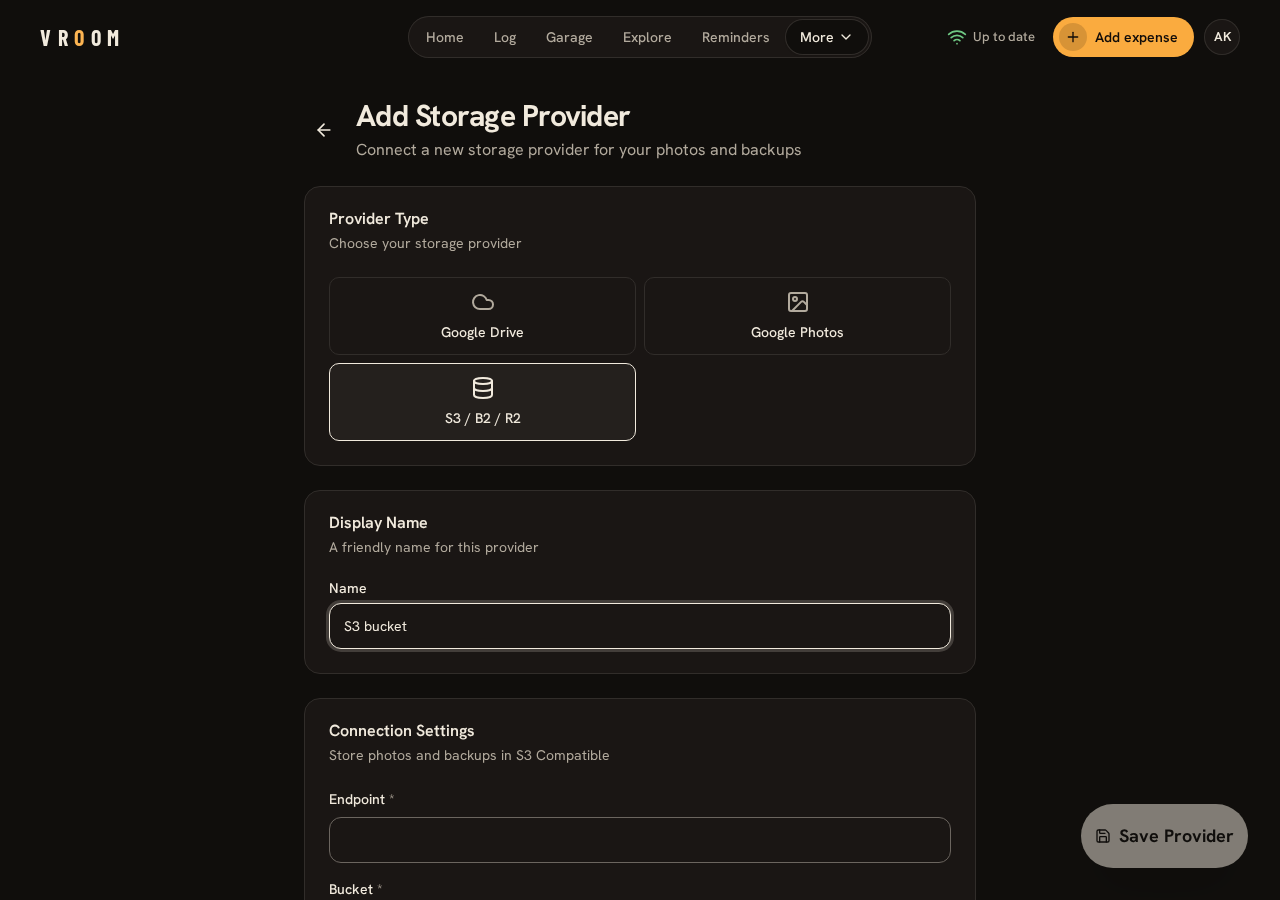 VROOM
Home
Log
Garage
Explore
Reminders
More
Up to date
Add expense
AK
Add Storage Provider
Connect a new storage provider for your photos and backups
Provider Type
Choose your storage provider
Google Drive
Google Photos
S3 / B2 / R2
Display Name
A friendly name for this provider
Name
S3 bucket
Connection Settings
Store photos and backups in S3 Compatible
Endpoint *
Save Provider
Bucket *